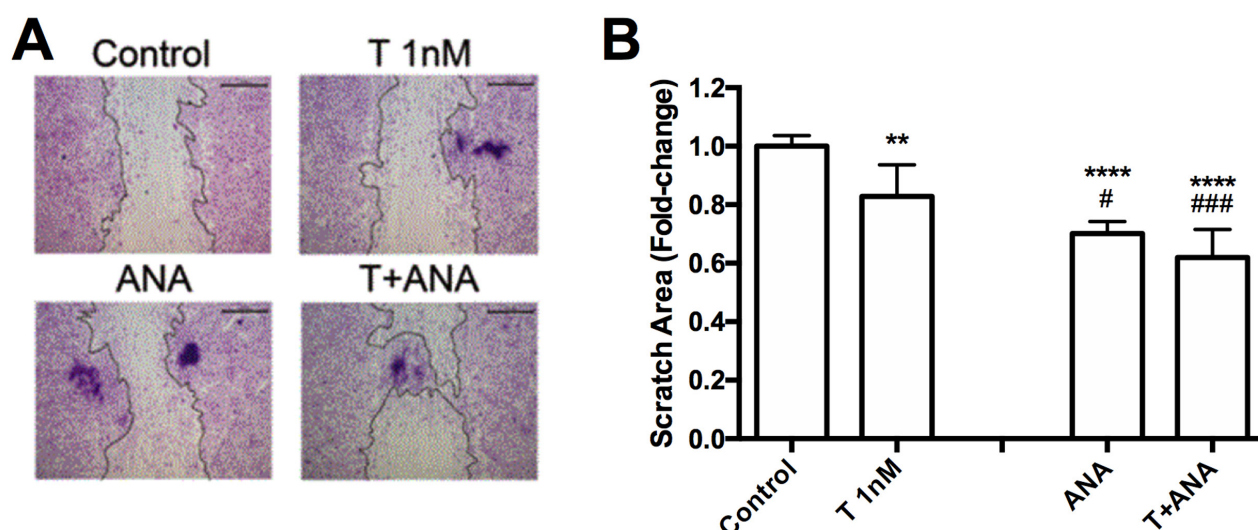 A
Control
T 1nM
ANA
T+ANA
B
Scratch Area (Fold-change)
1.2
1.0
0.8
0.6
0.4
0.2
0.0
**
****
#
****
###
Control
T 1nM
ANA
T+ANA